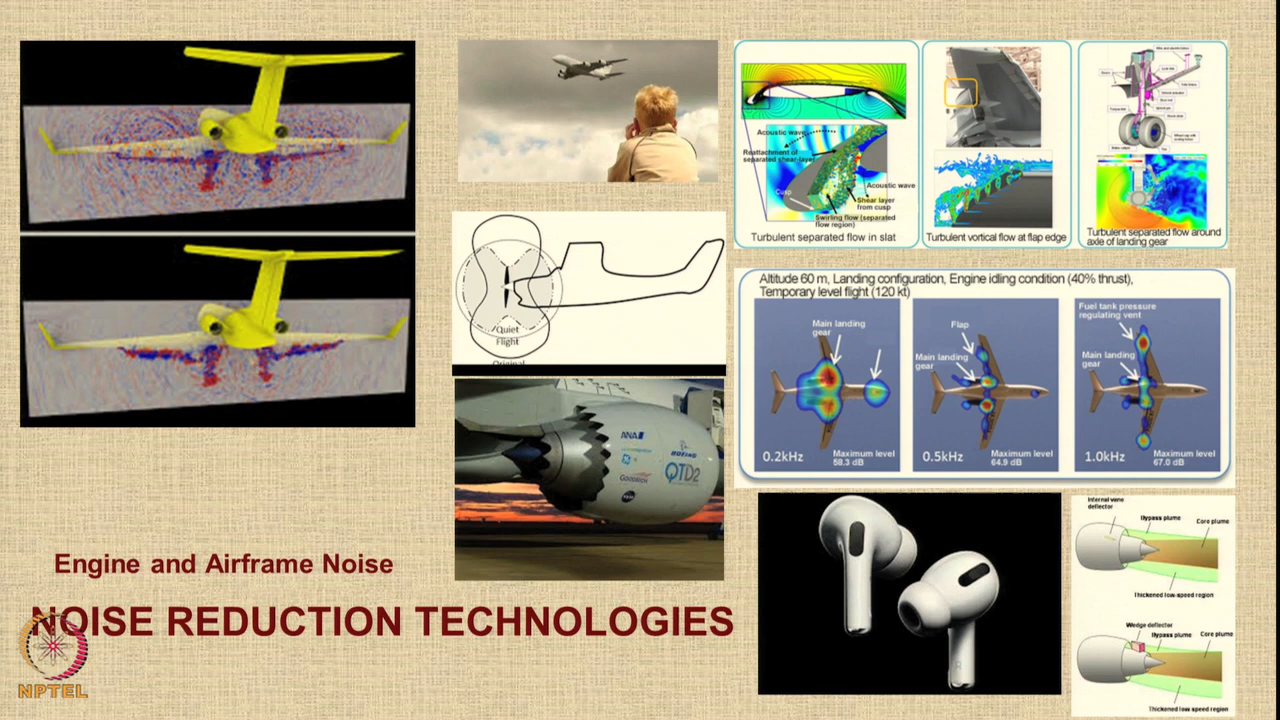 Engine and Airframe Noise
NOISE REDUCTION TECHNOLOGIES
NPTEL
Quiet
Flight
Original
ANA
BOEING
GOODRICH
QTD2
NASA
Acoustic wave
Reattachment of
separated shear-layer
Cusp
Acoustic wave
Shear layer
from cusp
Swirling flow (separated
flow region)
Turbulent separated flow in slat
Turbulent vortical flow at flap edge
Turbulent separated flow around
axle of landing gear
Altitude 60 m, Landing configuration, Engine idling condition (40% thrust),
Temporary level flight (120 kt)
Main landing
gear
0.2kHz
Maximum level
58.3 dB
Flap
Main landing
gear
0.5kHz
Maximum level
64.9 dB
Fuel tank pressure
regulating vent
Main landing
gear
1.0kHz
Maximum level
67.0 dB
Internal vane
deflector
Bypass plume
Core plume
Thickened low-speed region
Wedge deflector
Bypass plume
Core plume
Thickened low-speed region